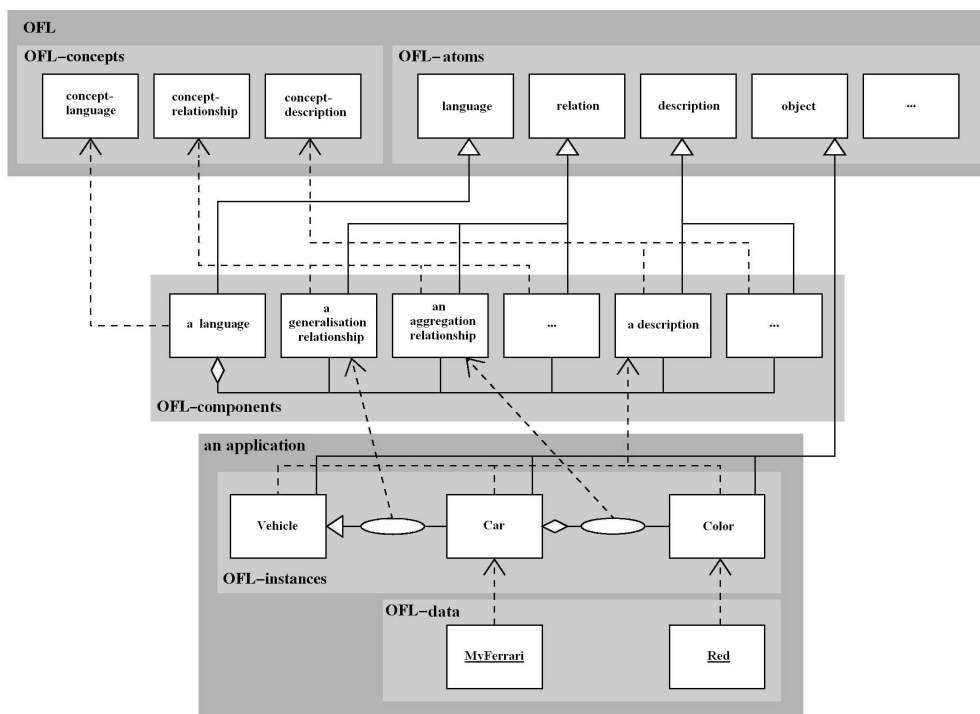 OFL
OFL-concepts
OFL-atoms
concept-
language
concept-
relationship
concept-
description
language
relation
description
object
...
a language
a
generalisation
relationship
an
aggregation
relationship
...
a description
...
OFL-components
an application
Vehicle
Car
Color
OFL-instances
OFL-data
MyFerrari
Red